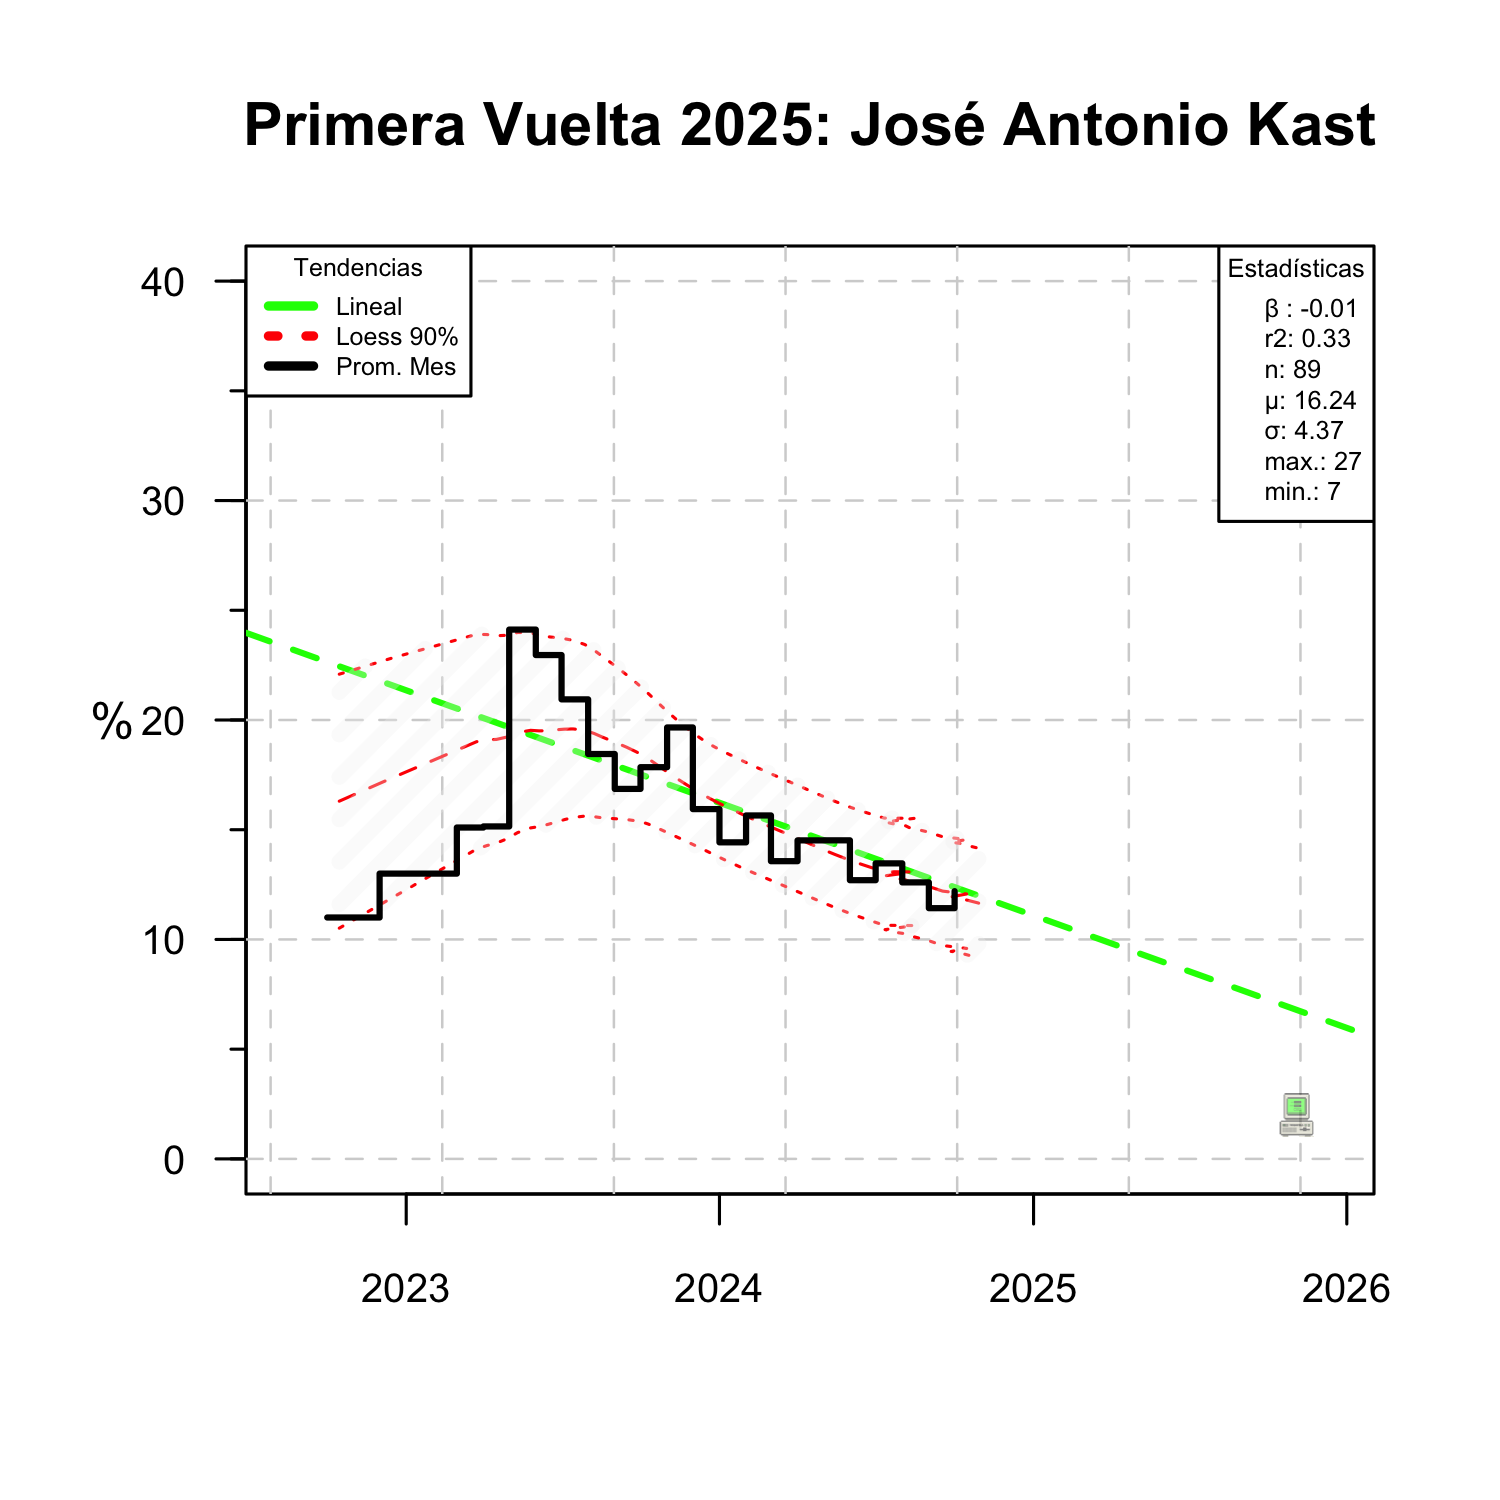 Primera Vuelta 2025: José Antonio Kast
Tendencias
Lineal
Loess 90%
Prom. Mes
Estadísticas
β : -0.01
r2: 0.33
n: 89
μ: 16.24
σ: 4.37
max.: 27
min.: 7
40
30
% 20
10
0
2023 2024 2025 2026